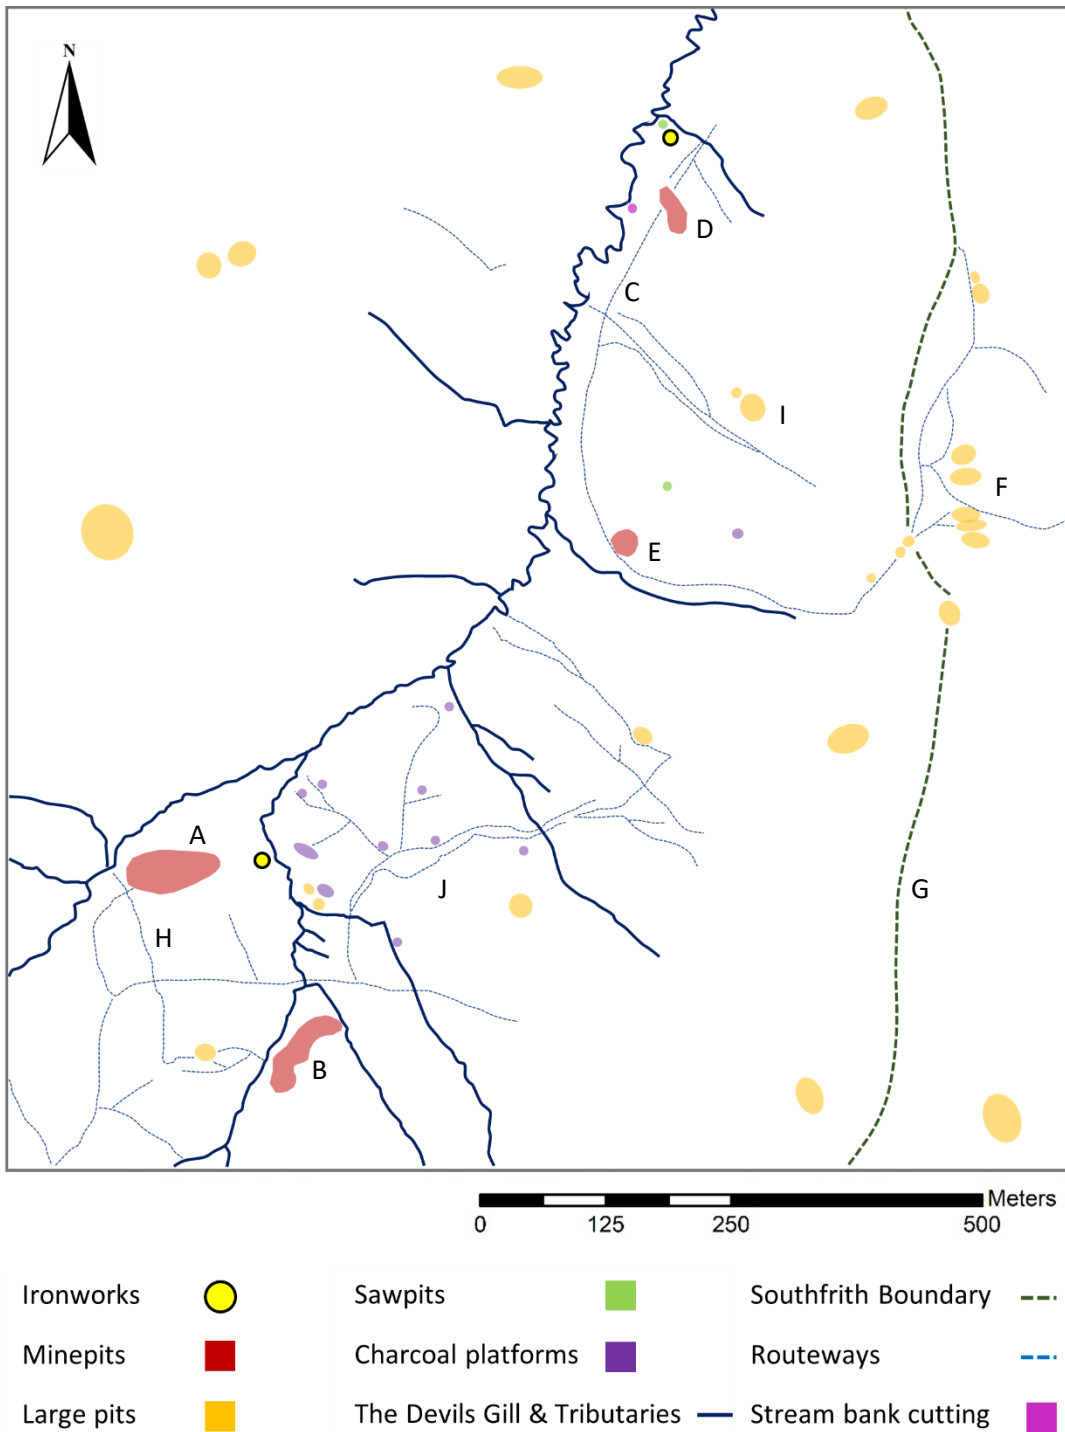 N
D
C
I
F
E
A
J
G
H
B
Meters
0 125 250 500
Ironworks Sawpits Southfrith Boundary
Minepits Charcoal platforms Routeways
Large pits The Devils Gill & Tributaries Stream bank cutting